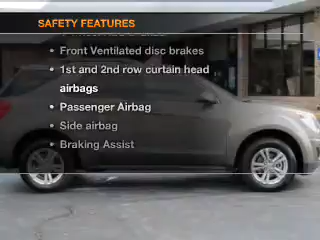 SAFETY FEATURES
• Front Ventilated disc brakes
• 1st and 2nd row curtain head
airbags
• Passenger Airbag
• Side airbag
• Braking Assist